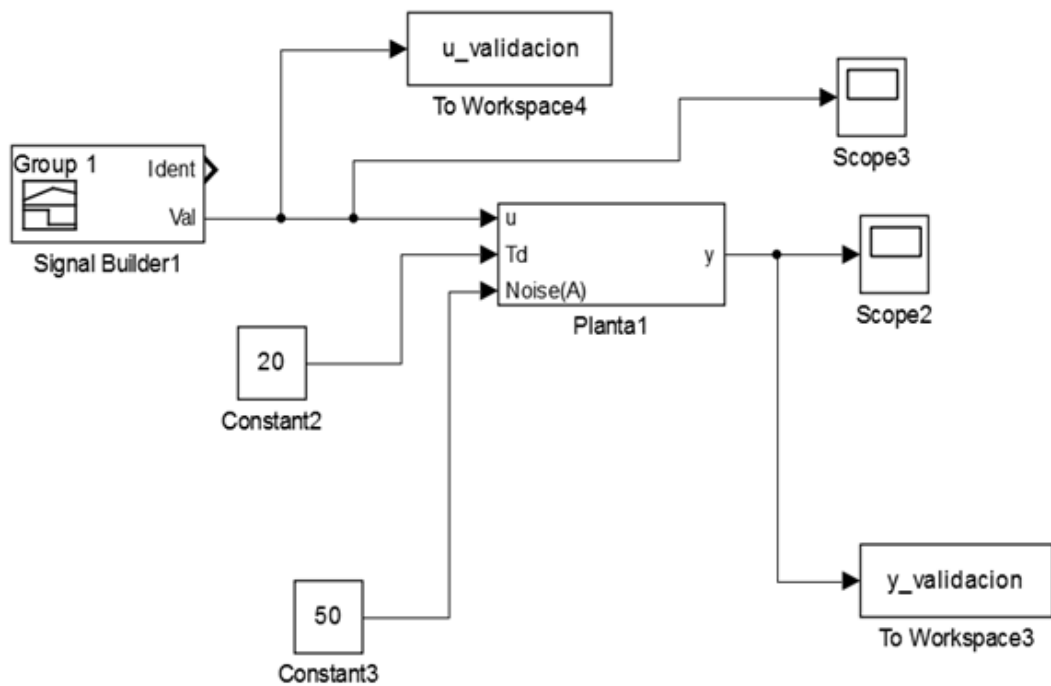 u_validacion
To Workspace4
Scope3
Group 1
Ident
Val
Signal Builder1
u
Td
Noise(A)
y
Planta1
Scope2
20
Constant2
50
Constant3
y_validacion
To Workspace3